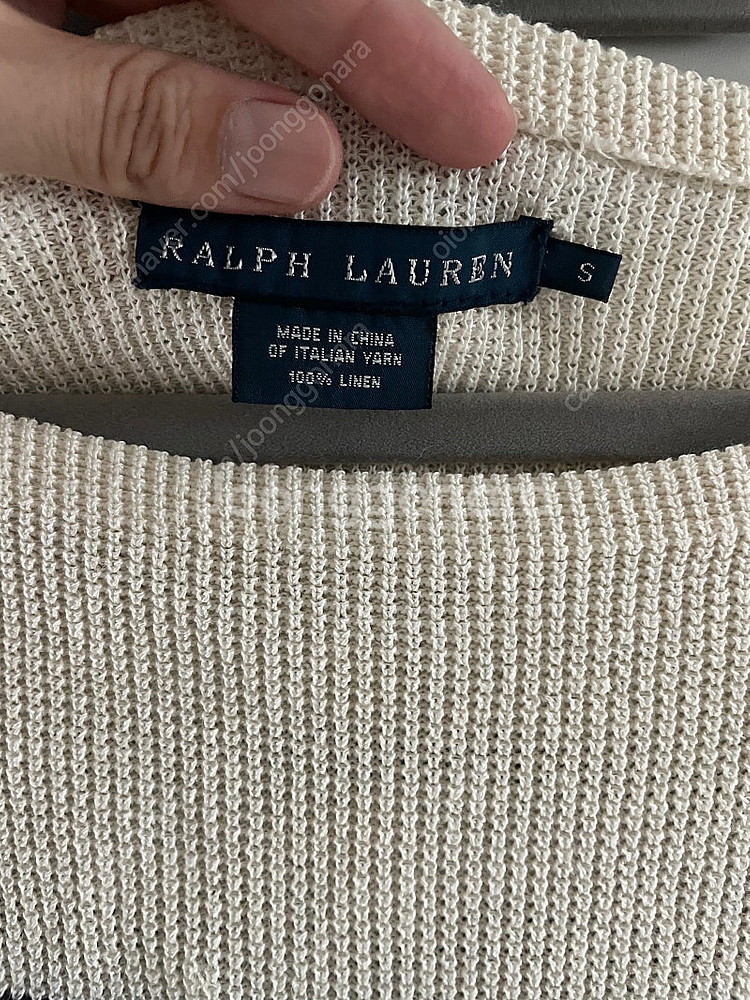 RALPH LAUREN
S
MADE IN CHINA
OF ITALIAN YARN
100% LINEN